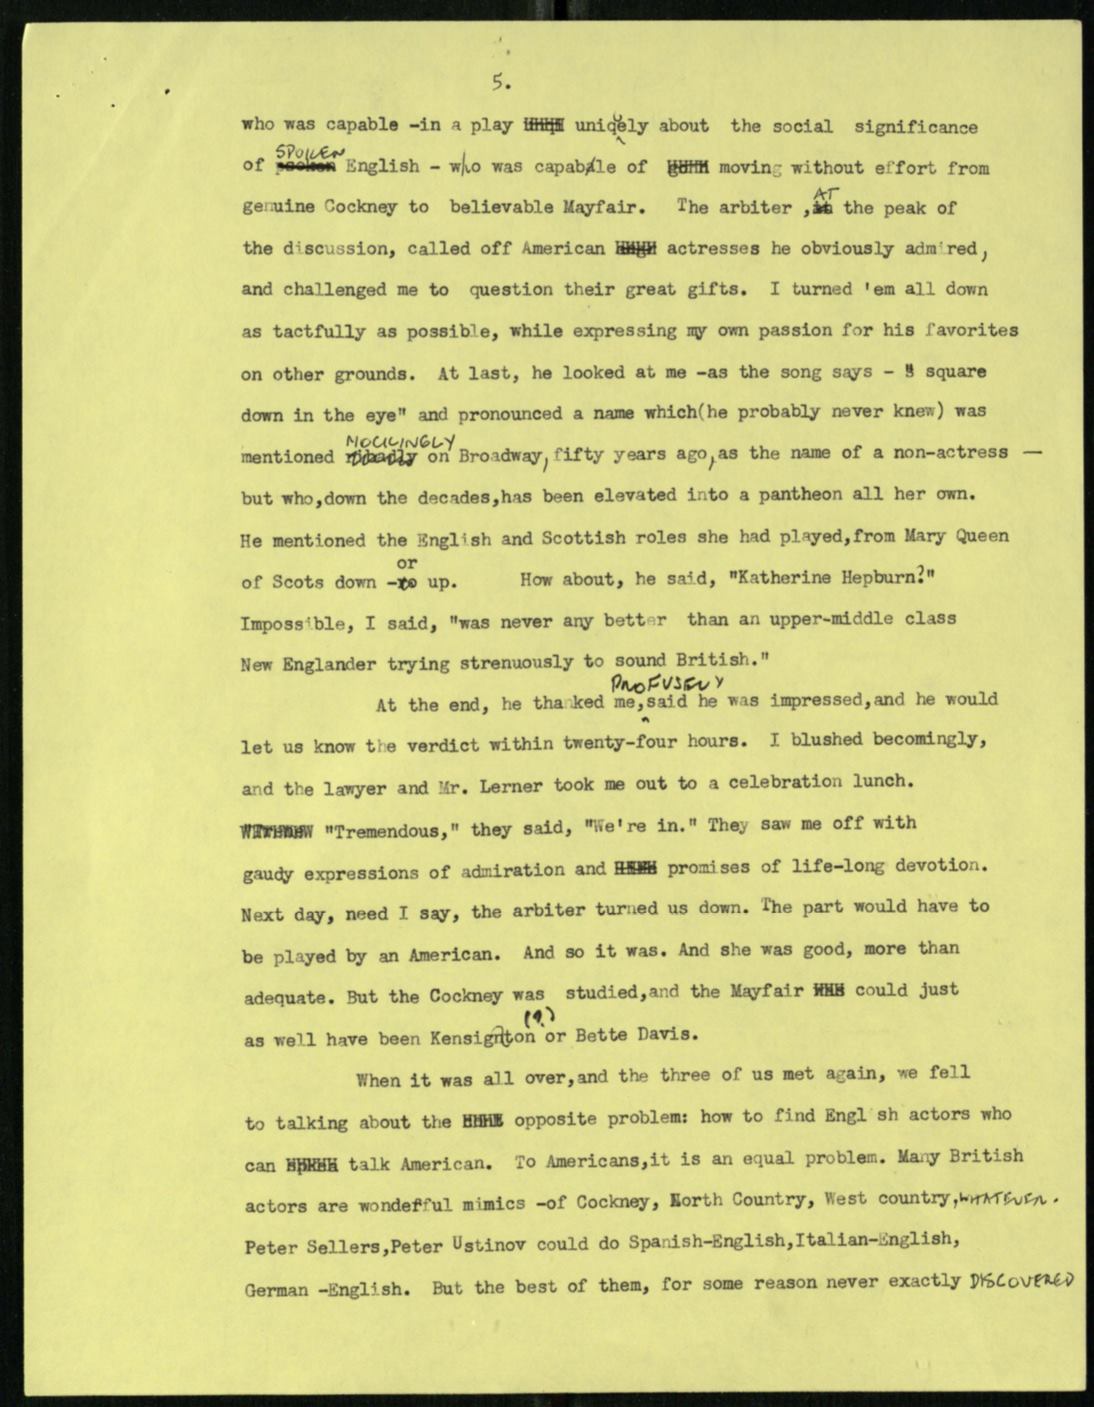 5.
who was capable -in a play uniquely about the social significance
of SPOKEN English - who was capable of moving without effort from
genuine Cockney to believable Mayfair. The arbiter , AT the peak of
the discussion, called off American actresses he obviously admired,
and challenged me to question their great gifts. I turned 'em all down
as tactfully as possible, while expressing my own passion for his favorites
on other grounds. At last, he looked at me -as the song says - " square
down in the eye" and pronounced a name which(he probably never knew) was
mentioned MOCKINGLY on Broadway, fifty years ago, as the name of a non-actress —
but who,down the decades,has been elevated into a pantheon all her own.
He mentioned the English and Scottish roles she had played,from Mary Queen
of Scots down - or up. How about, he said, "Katherine Hepburn?"
Impossible, I said, "was never any better than an upper-middle class
New Englander trying strenuously to sound British."
At the end, he thanked me, PROFUSELY said he was impressed,and he would
let us know the verdict within twenty-four hours. I blushed becomingly,
and the lawyer and Mr. Lerner took me out to a celebration lunch.
"Tremendous," they said, "We're in." They saw me off with
gaudy expressions of admiration and promises of life-long devotion.
Next day, need I say, the arbiter turned us down. The part would have to
be played by an American. And so it was. And she was good, more than
adequate. But the Cockney was studied,and the Mayfair could just
as well have been Kensignton (?) or Bette Davis.
When it was all over,and the three of us met again, we fell
to talking about the opposite problem: how to find Engl sh actors who
can talk American. To Americans,it is an equal problem. Many British
actors are wonderful mimics -of Cockney, North Country, West country, WHATEVER.
Peter Sellers,Peter Ustinov could do Spanish-English,Italian-English,
German -English. But the best of them, for some reason never exactly DISCOVERED